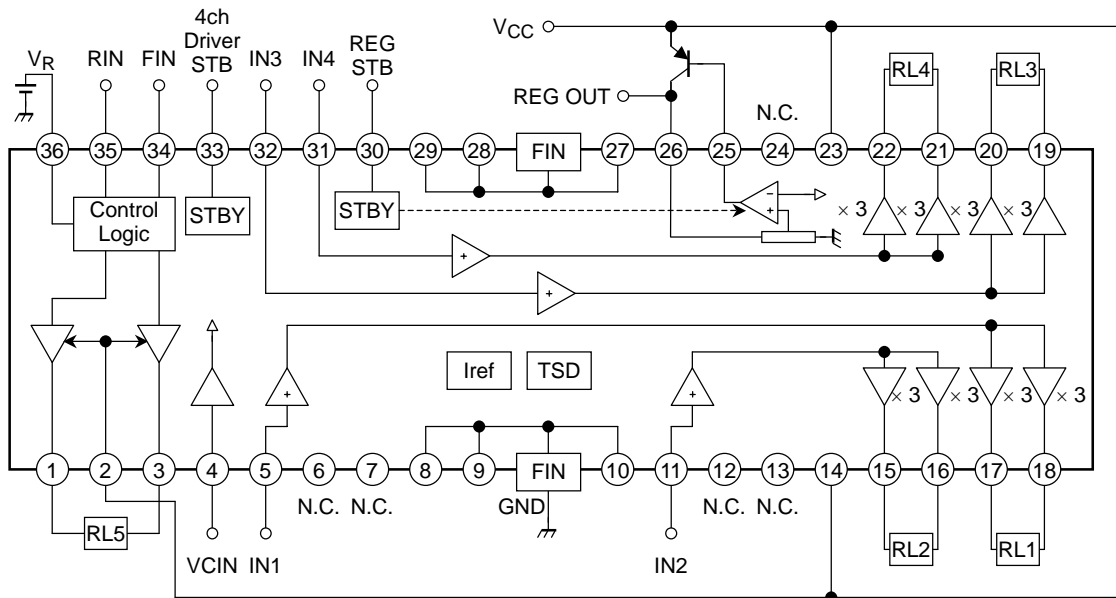 4ch
Driver
STB
VR
RIN
FIN
IN3
IN4
REG
STB
VCC
REG OUT
N.C.
RL4
RL3
36
35
34
33
32
31
30
29
28
FIN
27
26
25
24
23
22
21
20
19
Control
Logic
STBY
STBY
−
+
× 3
× 3
× 3
× 3
+
+
Iref
TSD
+
+
× 3
× 3
× 3
× 3
1
2
3
4
5
6
7
8
9
FIN
10
11
12
13
14
15
16
17
18
N.C.
N.C.
GND
N.C.
N.C.
RL5
VCIN
IN1
IN2
RL2
RL1